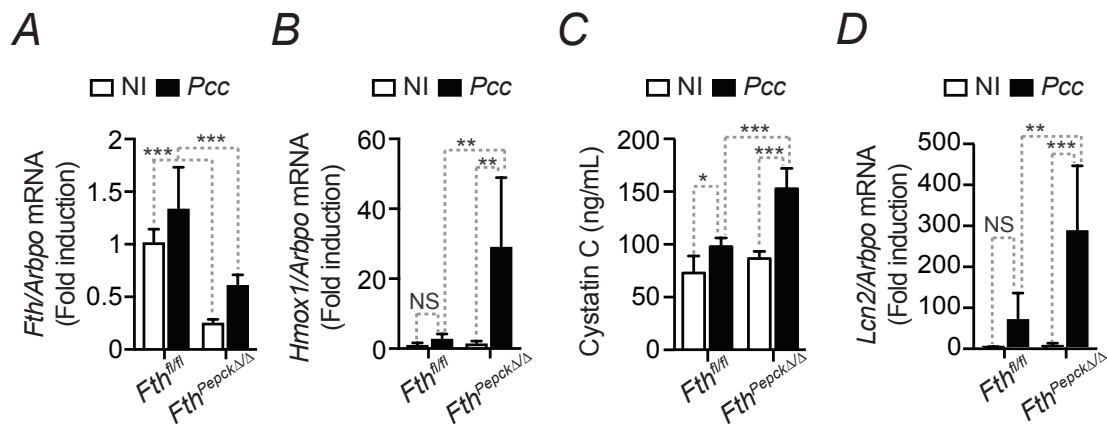 A
NI Pcc
Fth/Arbpo mRNA
(Fold induction)
2
1.5
1
0.5
0
***
***
Fth^fl/fl
Fth^PepckΔ/Δ
B
NI Pcc
Hmox1/Arbpo mRNA
(Fold induction)
60
40
20
0
NS
**
**
Fth^fl/fl
Fth^PepckΔ/Δ
C
NI Pcc
Cystatin C (ng/mL)
200
150
100
50
0
*
***
***
Fth^fl/fl
Fth^PepckΔ/Δ
D
NI Pcc
Lcn2/Arbpo mRNA
(Fold induction)
500
400
300
200
100
0
NS
**
***
Fth^fl/fl
Fth^PepckΔ/Δ